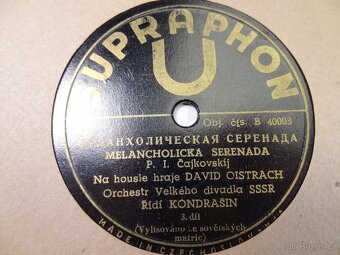 SUPRAPHON
U
Obj. čís. B 40003
МЕЛАНХОЛИЧЕСКАЯ СЕРЕНАДА
MELANCHOLICKA SERENÁDA
P. I. Čajkovskij
Na housle hraje DAVID OISTRACH
Orchestr Velkého divadla SSSR
Řídí KONDRAŠIN
3. díl
(Vylisováno ze sovětských
matric)
MADE IN CZECHOSLOVAKIA